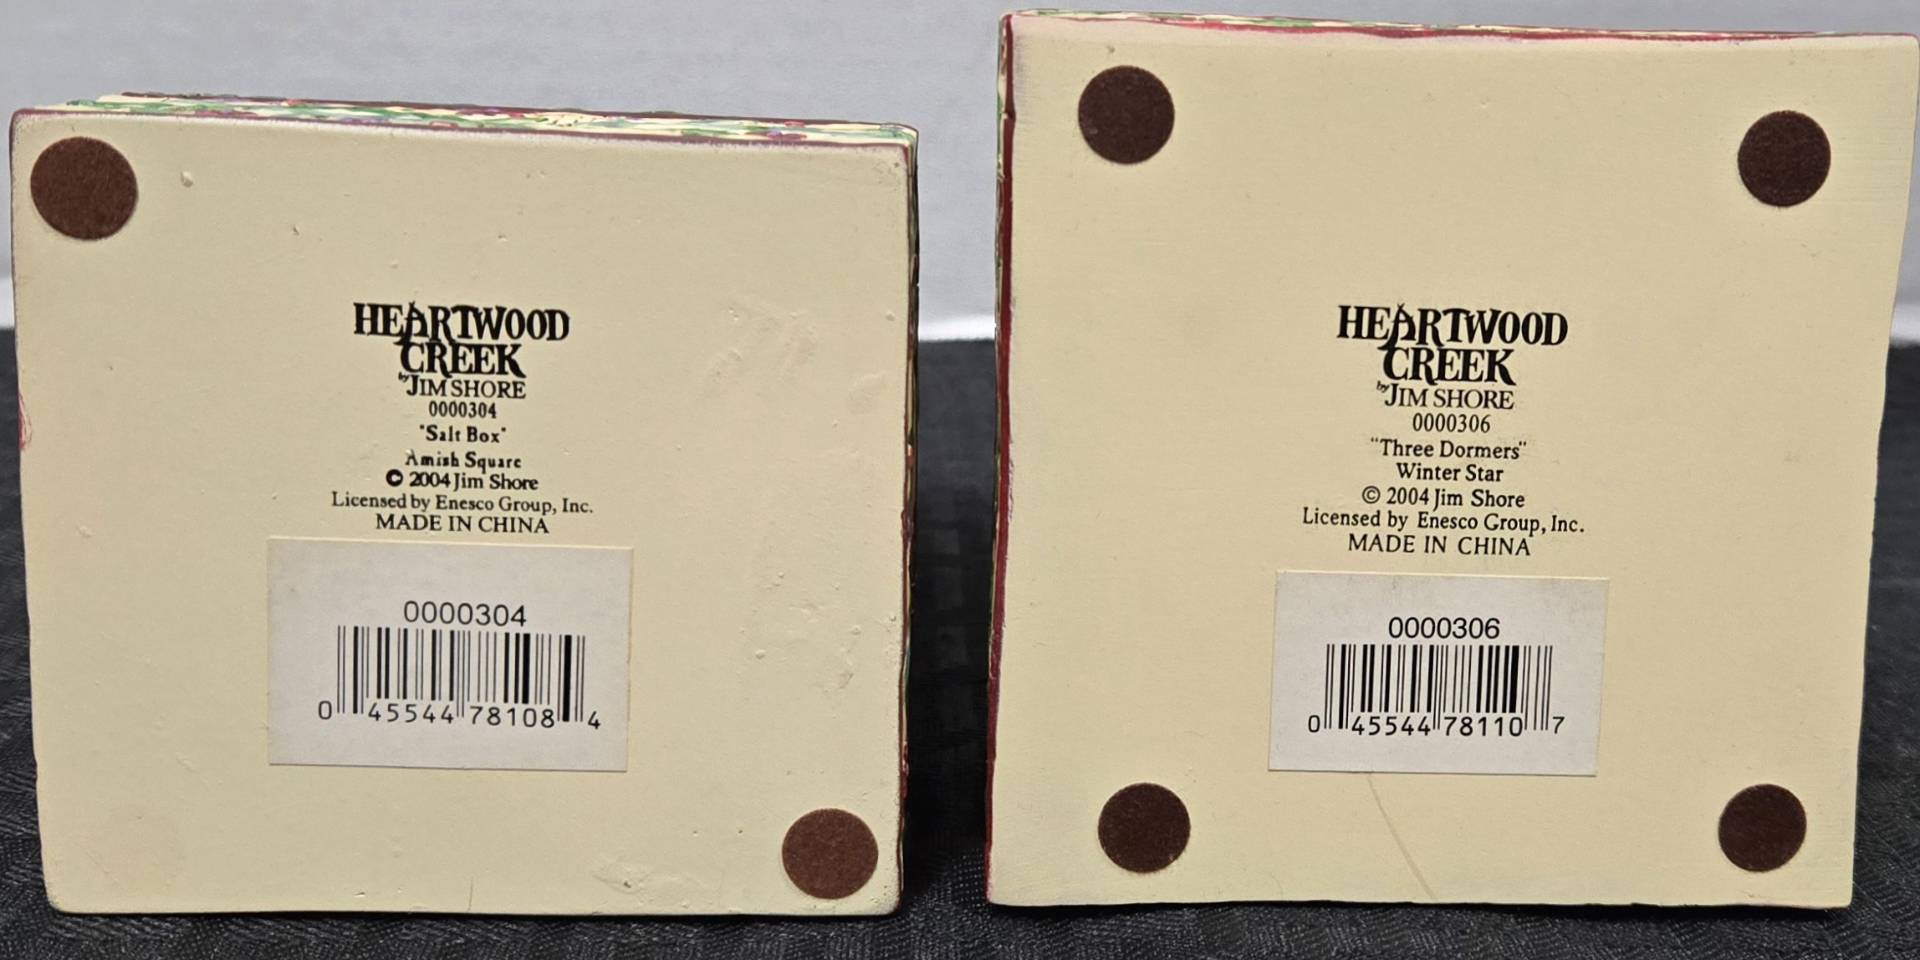 HEARTWOOD
CREEK
by JIM SHORE
0000304
"Salt Box"
Amish Square
© 2004 Jim Shore
Licensed by Enesco Group, Inc.
MADE IN CHINA
0000304
0 45544 78108 4
HEARTWOOD
CREEK
by JIM SHORE
0000306
"Three Dormers"
Winter Star
© 2004 Jim Shore
Licensed by Enesco Group, Inc.
MADE IN CHINA
0000306
0 45544 78110 7